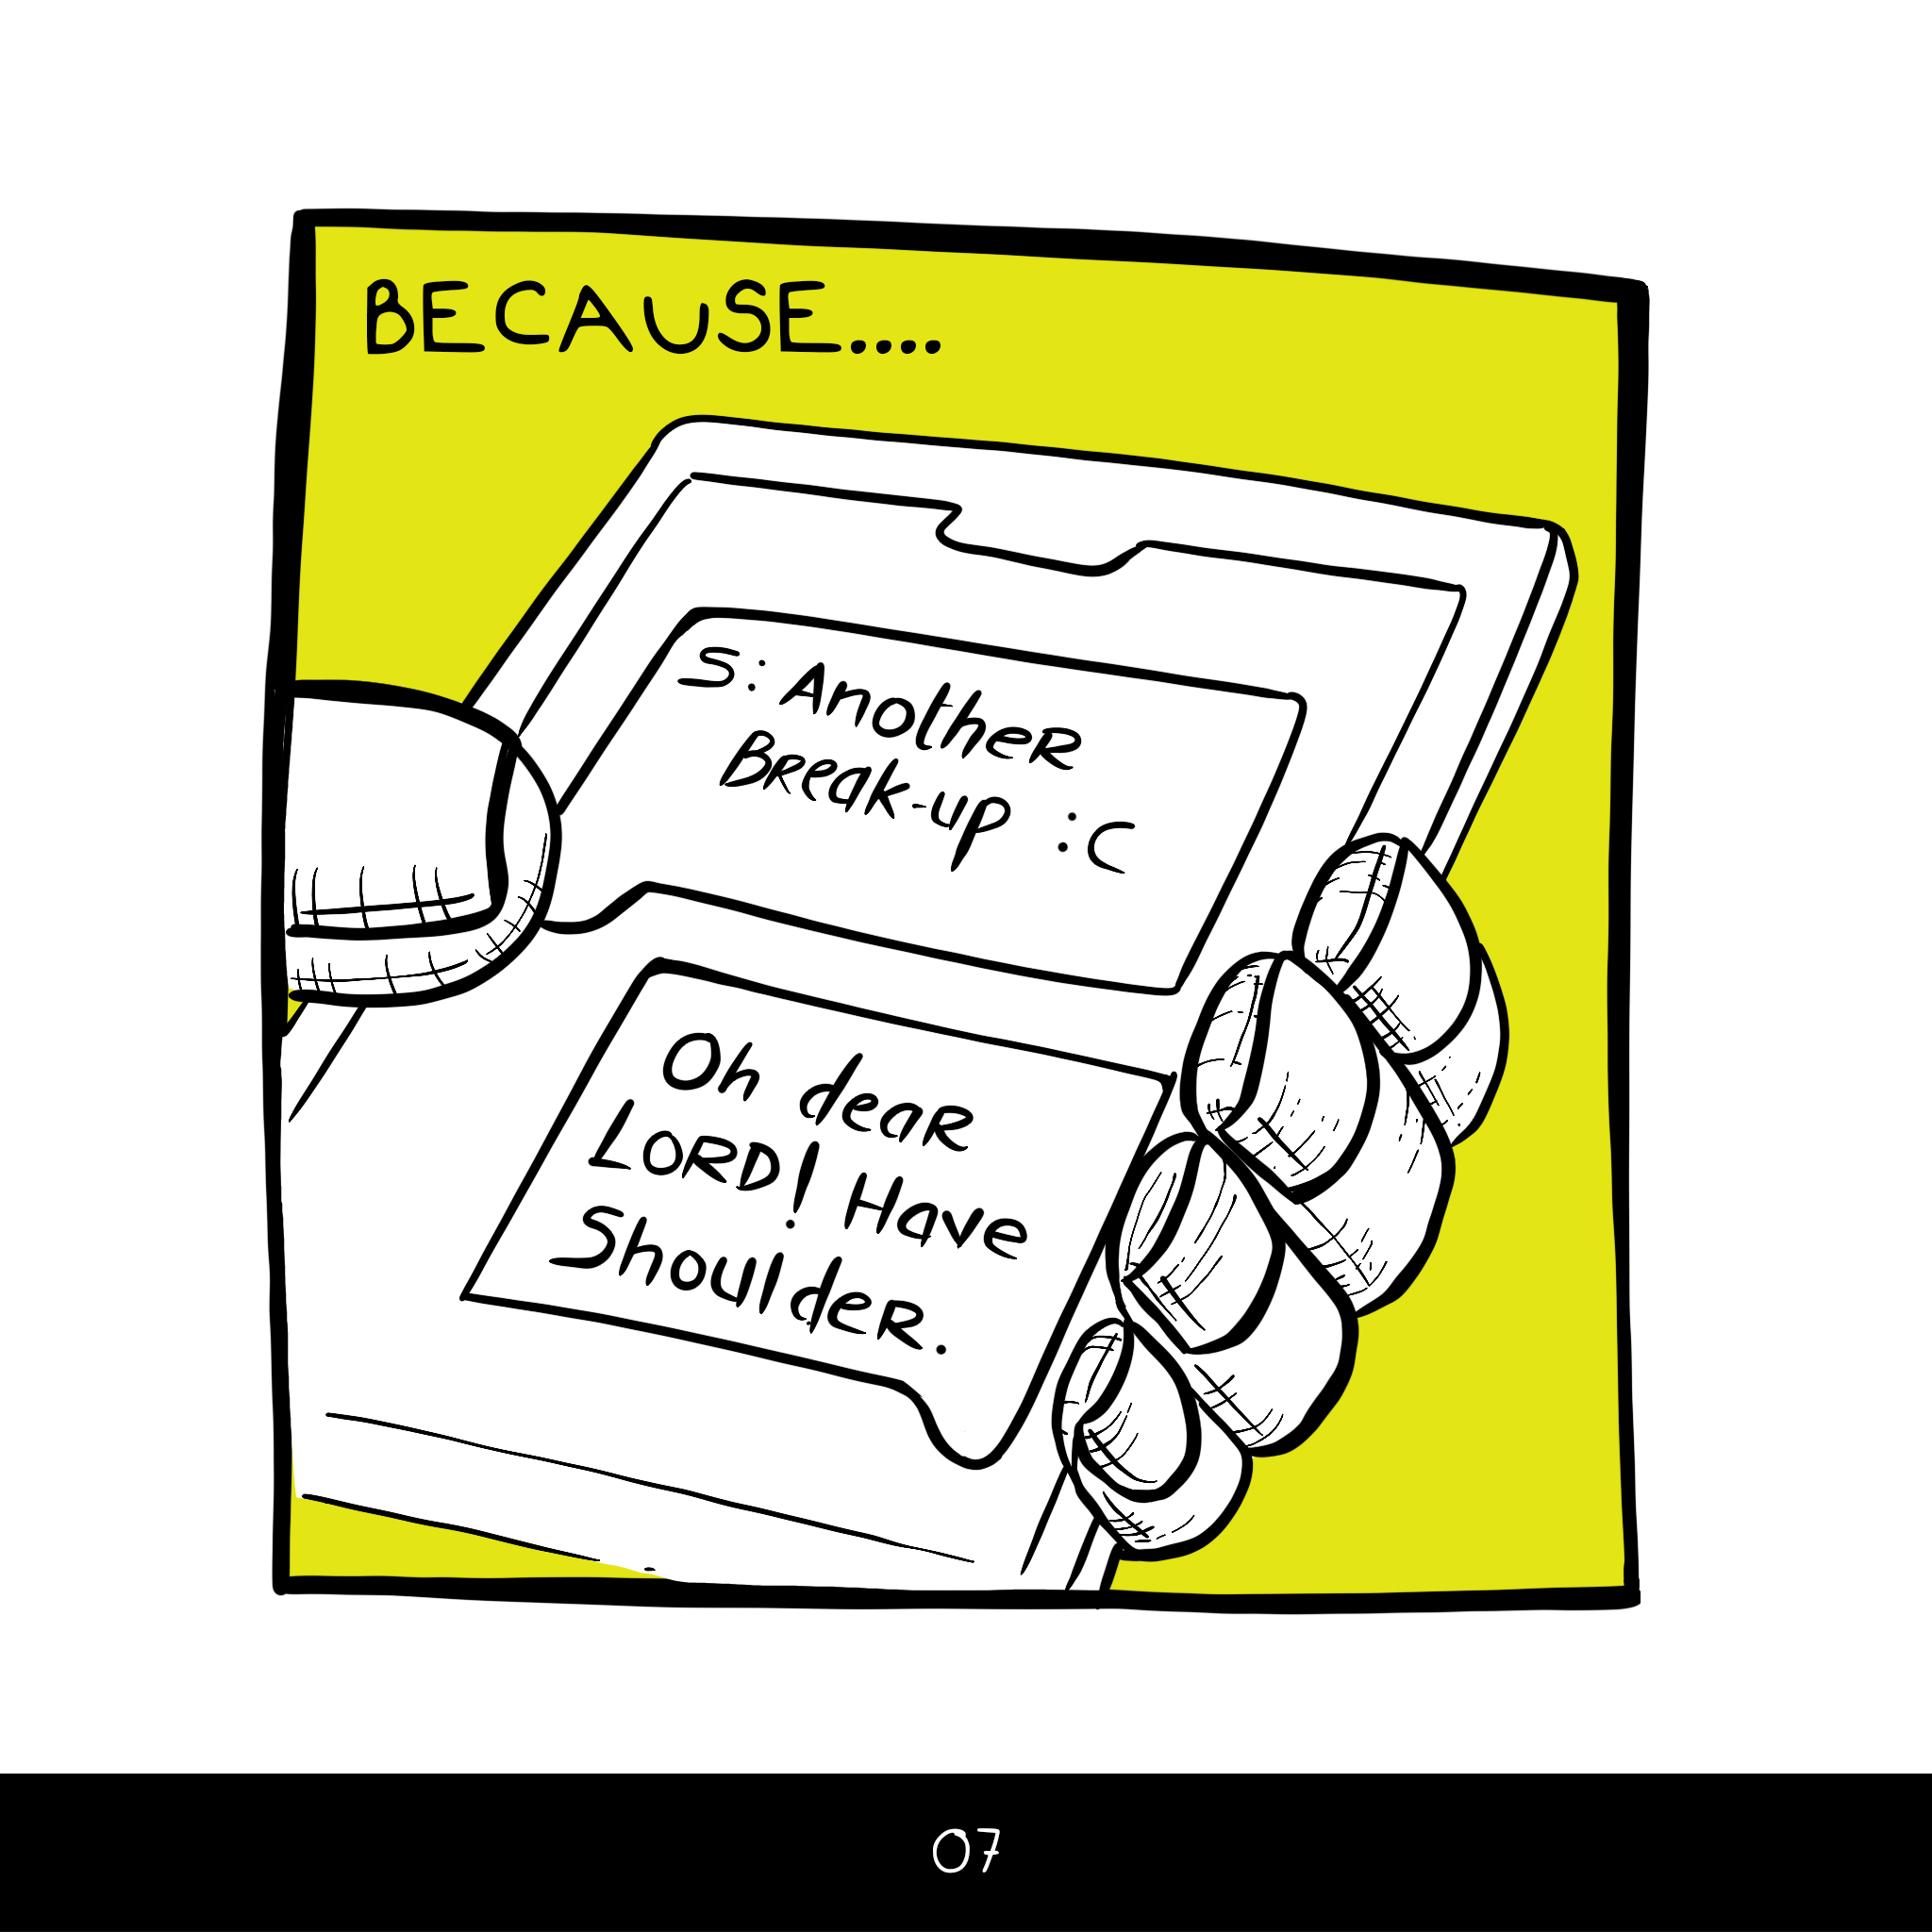 BECAUSE....
S: Another
Break-up :C
Oh dear
LORD! Have
Shoulder.
07